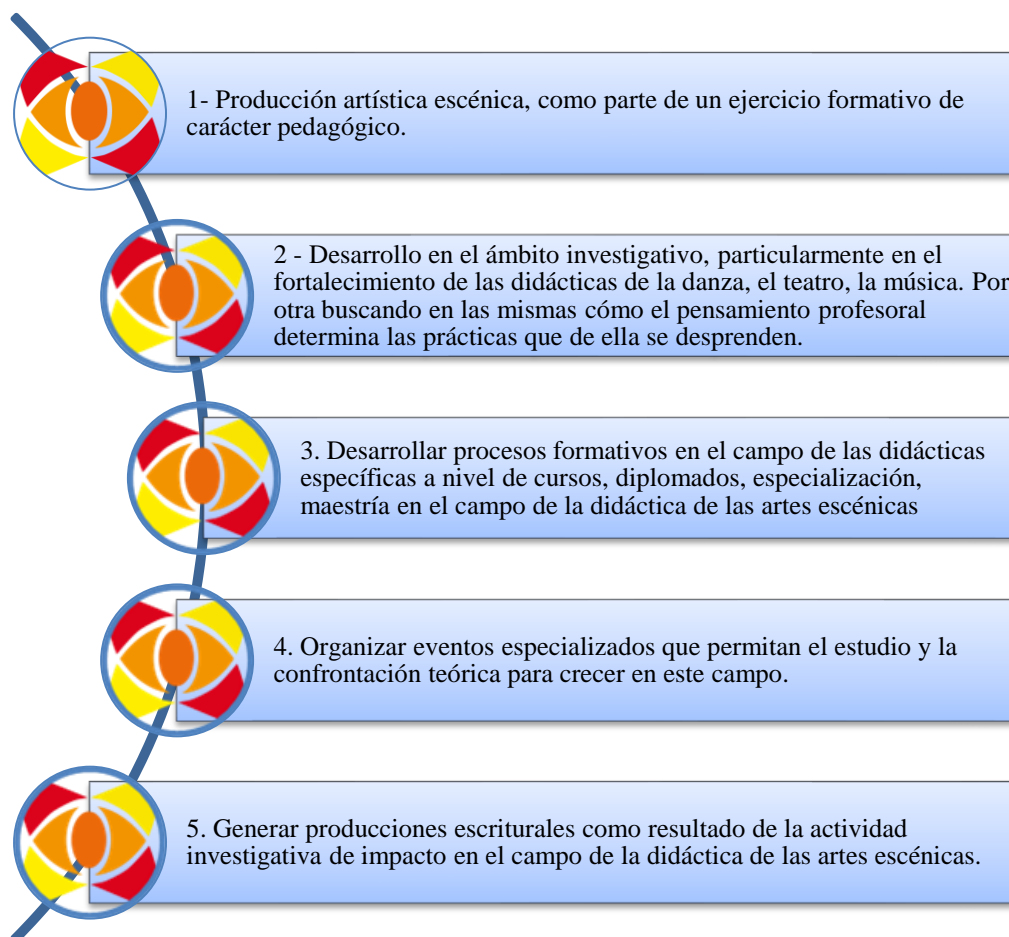 1- Producción artística escénica, como parte de un ejercicio formativo de
carácter pedagógico.
2 - Desarrollo en el ámbito investigativo, particularmente en el
fortalecimiento de las didácticas de la danza, el teatro, la música. Por
otra buscando en las mismas cómo el pensamiento profesoral
determina las prácticas que de ella se desprenden.
3. Desarrollar procesos formativos en el campo de las didácticas
específicas a nivel de cursos, diplomados, especialización,
maestría en el campo de la didáctica de las artes escénicas
4. Organizar eventos especializados que permitan el estudio y la
confrontación teórica para crecer en este campo.
5. Generar producciones escriturales como resultado de la actividad
investigativa de impacto en el campo de la didáctica de las artes escénicas.